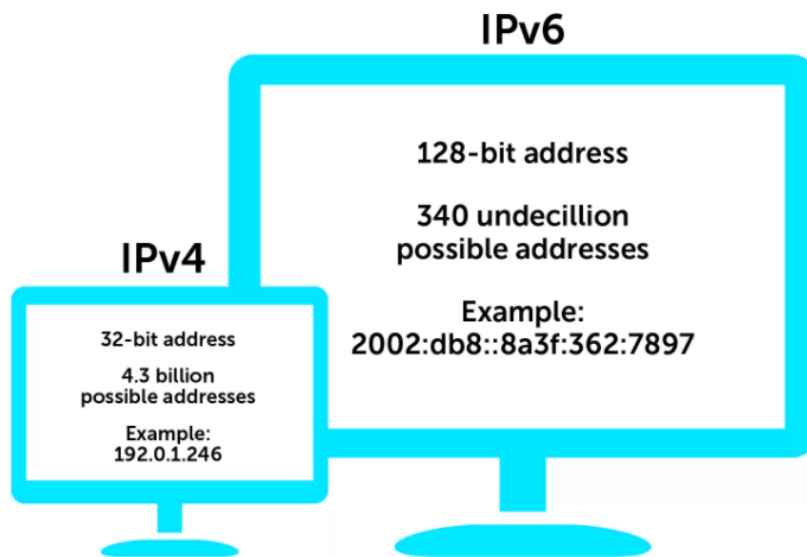 IPv6
128-bit address
340 undecillion
possible addresses
Example:
2002:db8::8a3f:362:7897
IPv4
32-bit address
4.3 billion
possible addresses
Example:
192.0.1.246